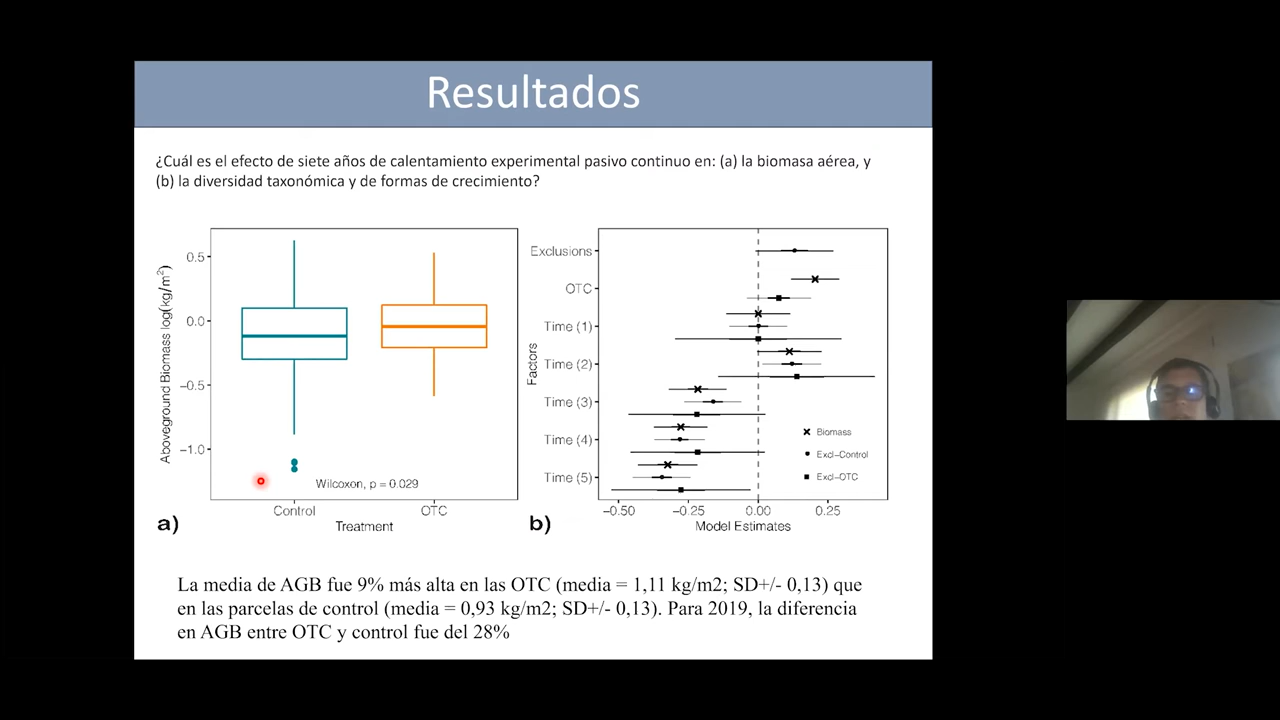 Resultados
¿Cuál es el efecto de siete años de calentamiento experimental pasivo continuo en: (a) la biomasa aérea, y
(b) la diversidad taxonómica y de formas de crecimiento?
Aboveground Biomass log(kg/m²)
0.5
0.0
−0.5
−1.0
Wilcoxon, p = 0.029
Control
OTC
Treatment
a)
Factors
Exclusions
OTC
Time (1)
Time (2)
Time (3)
Time (4)
Time (5)
Biomass
Excl−Control
Excl−OTC
−0.50
−0.25
0.00
0.25
Model Estimates
b)
La media de AGB fue 9% más alta en las OTC (media = 1,11 kg/m2; SD+/- 0,13) que
en las parcelas de control (media = 0,93 kg/m2; SD+/- 0,13). Para 2019, la diferencia
en AGB entre OTC y control fue del 28%